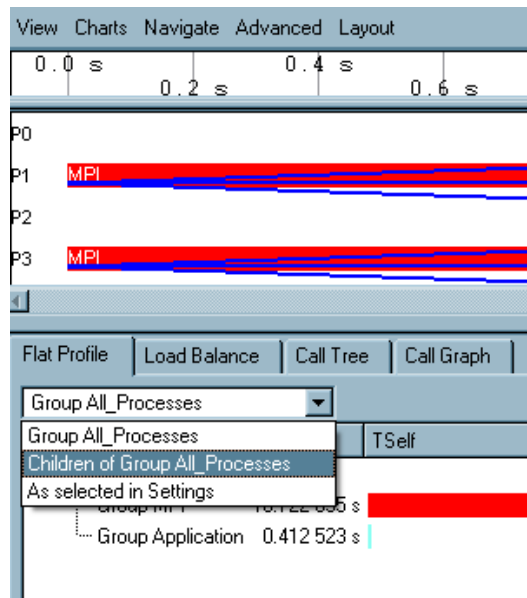 View Charts Navigate Advanced Layout
0.0 s 0.4 s
0.2 s 0.6 s
P0
P1 MPI
P2
P3 MPI
Flat Profile Load Balance Call Tree Call Graph
Group All_Processes
Group All_Processes TSelf
Children of Group All_Processes
As selected in Settings
Group Application 0.412 523 s